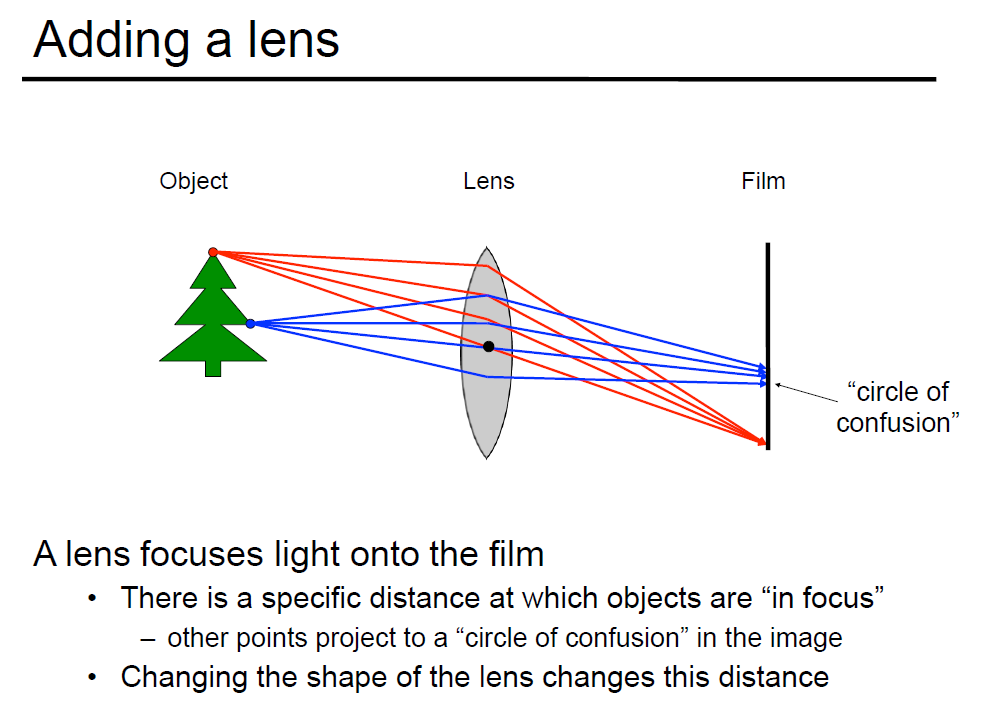 Adding a lens
Object
Lens
Film
“circle of
confusion”
A lens focuses light onto the film
• There is a specific distance at which objects are “in focus”
– other points project to a “circle of confusion” in the image
• Changing the shape of the lens changes this distance